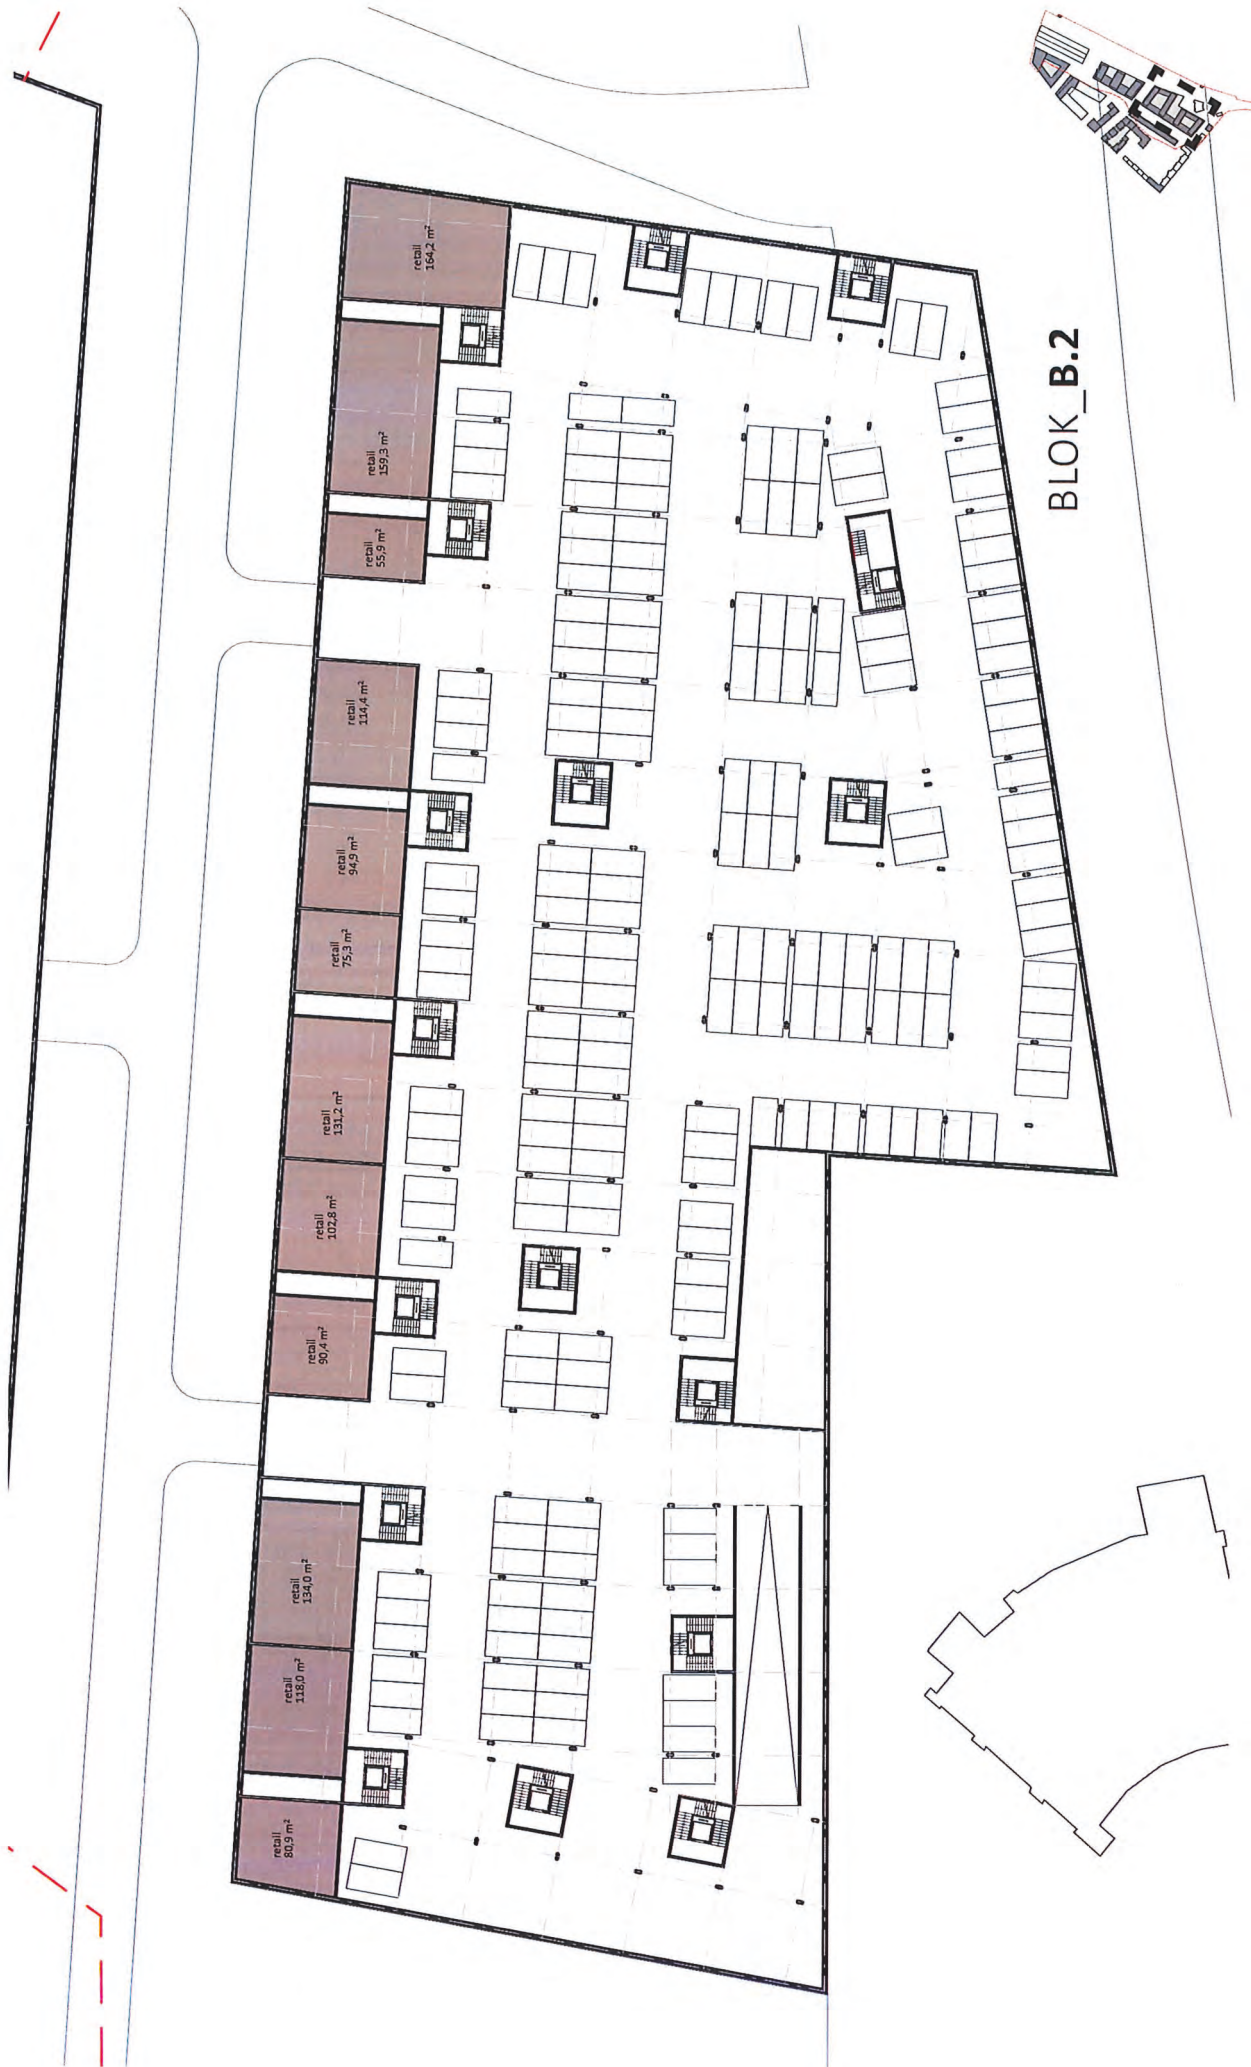 retail
80,9 m²
retail
118,0 m²
retail
134,0 m²
retail
90,4 m²
retail
102,8 m²
retail
131,2 m²
retail
75,3 m²
retail
94,9 m²
retail
114,4 m²
retail
55,9 m²
retail
159,3 m²
retail
164,2 m²
BLOK_B.2